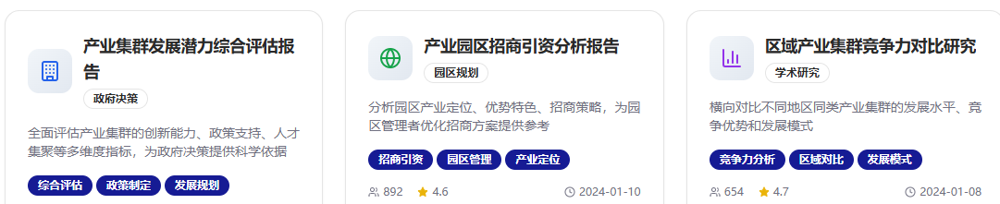 产业集群发展潜力综合评估报
告
政府决策
全面评估产业集群的创新能力、政策支持、人才
集聚等多维度指标，为政府决策提供科学依据
综合评估 政策制定 发展规划
产业园区招商引资分析报告
园区规划
分析园区产业定位、优势特色、招商策略，为园
区管理者优化招商方案提供参考
招商引资 园区管理 产业定位
892 4.6 2024-01-10
区域产业集群竞争力对比研究
学术研究
横向对比不同地区同类产业集群的发展水平、竞
争优势和发展模式
竞争力分析 区域对比 发展模式
654 4.7 2024-01-08